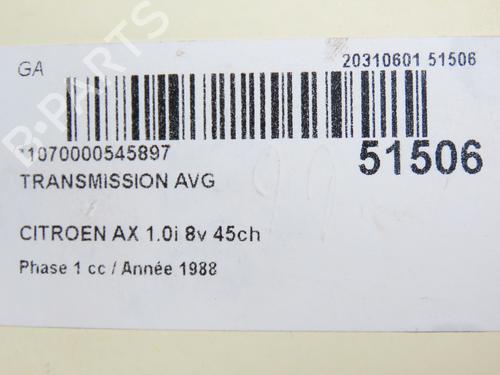 GA
20310601 51506
*1070000545897
51506
TRANSMISSION AVG
CITROEN AX 1.0i 8v 45ch
Phase 1 cc / Année 1988
B-PARTS